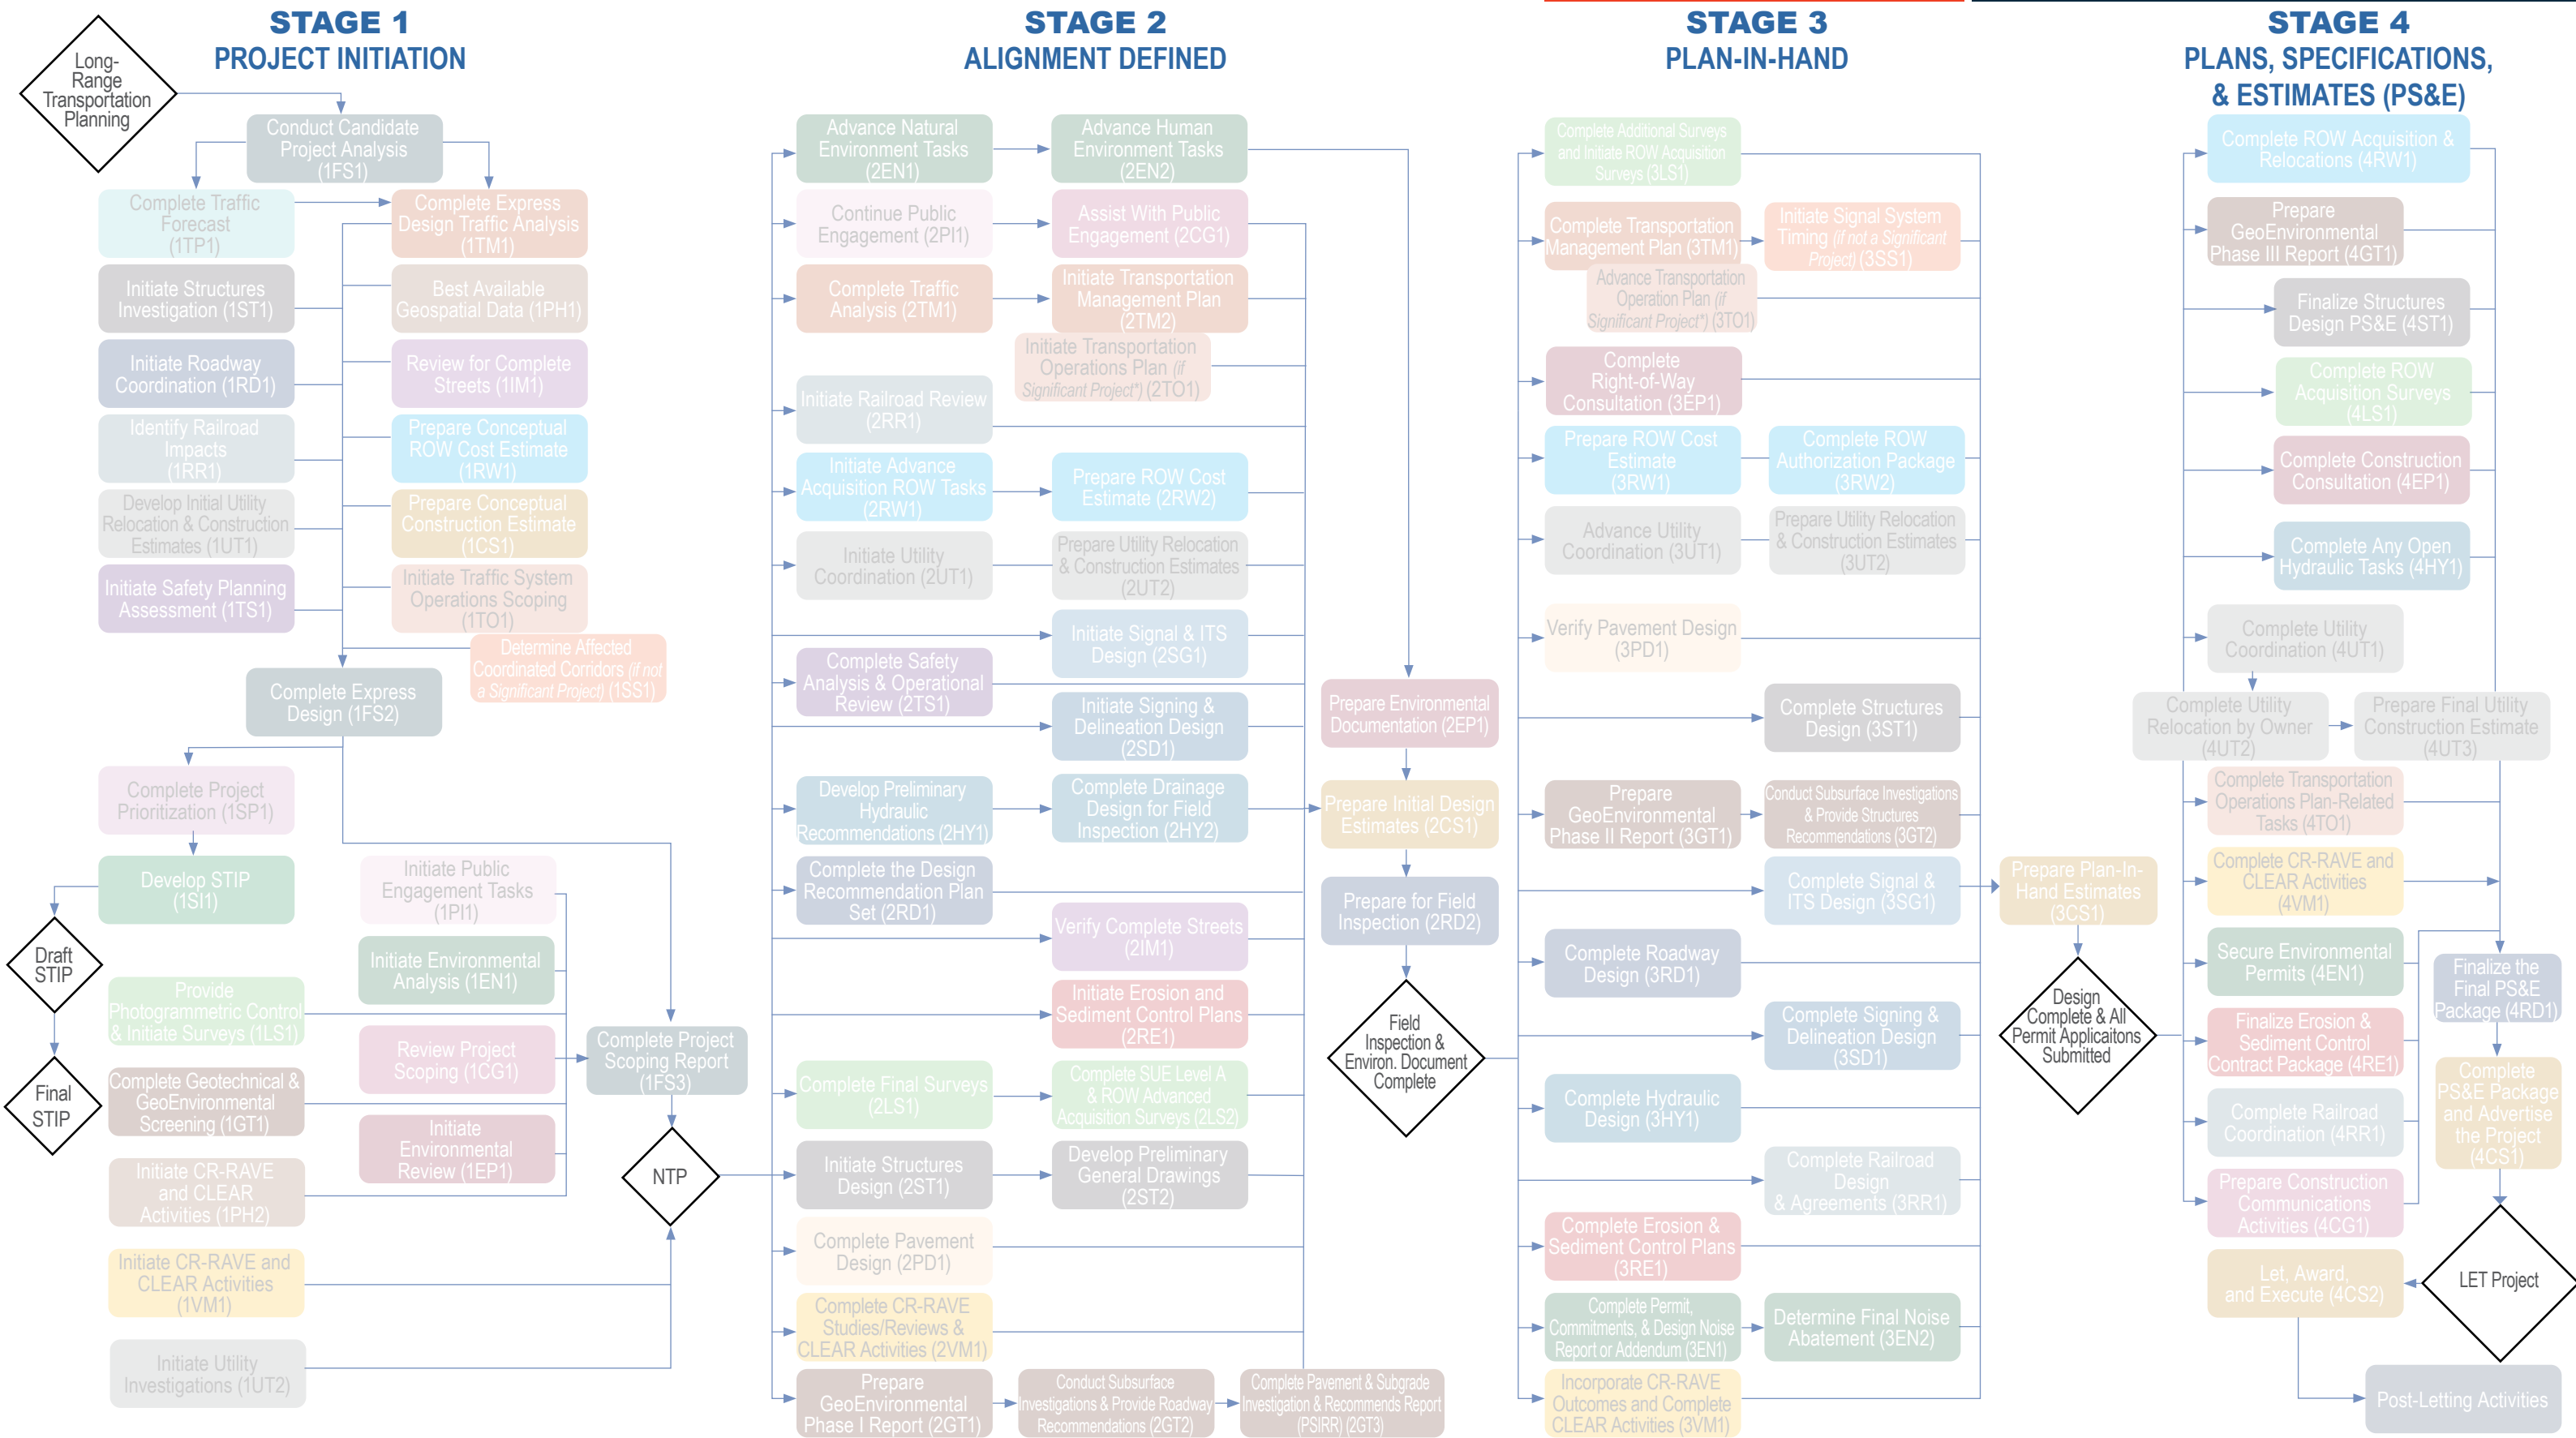 STAGE 1
PROJECT INITIATION
Long-
Range
Transportation
Planning
Conduct Candidate
Project Analysis
(1FS1)
Complete Traffic
Forecast
(1TP1)
Complete Express
Design Traffic Analysis
(1TM1)
Initiate Structures
Investigation (1ST1)
Best Available
Geospatial Data (1PH1)
Initiate Roadway
Coordination (1RD1)
Review for Complete
Streets (1IM1)
Identify Railroad
Impacts
(1RR1)
Prepare Conceptual
ROW Cost Estimate
(1RW1)
Develop Initial Utility
Relocation & Construction
Estimates (1UT1)
Prepare Conceptual
Construction Estimate
(1CS1)
Initiate Safety Planning
Assessment (1TS1)
Initiate Traffic System
Operations Scoping
(1TO1)
Determine Affected
Coordinated Corridors (if not
a Significant Project) (1SS1)
Complete Express
Design (1FS2)
Complete Project
Prioritization (1SP1)
Develop STIP
(1SI1)
Draft
STIP
Final
STIP
Initiate Public
Engagement Tasks
(1PI1)
Initiate Environmental
Analysis (1EN1)
Provide
Photogrammetric Control
& Initiate Surveys (1LS1)
Review Project
Scoping (1CG1)
Complete Geotechnical &
GeoEnvironmental
Screening (1GT1)
Initiate
Environmental
Review (1EP1)
Initiate CR-RAVE
and CLEAR
Activities (1PH2)
Initiate CR-RAVE and
CLEAR Activities
(1VM1)
Initiate Utility
Investigations (1UT2)
Complete Project
Scoping Report
(1FS3)
NTP
STAGE 2
ALIGNMENT DEFINED
Advance Natural
Environment Tasks
(2EN1)
Advance Human
Environment Tasks
(2EN2)
Continue Public
Engagement (2PI1)
Assist With Public
Engagement (2CG1)
Complete Traffic
Analysis (2TM1)
Initiate Transportation
Management Plan
(2TM2)
Initiate Transportation
Operations Plan (if
Significant Project*) (2TO1)
Initiate Railroad Review
(2RR1)
Initiate Advance
Acquisition ROW Tasks
(2RW1)
Prepare ROW Cost
Estimate (2RW2)
Initiate Utility
Coordination (2UT1)
Prepare Utility Relocation
& Construction Estimates
(2UT2)
Initiate Signal & ITS
Design (2SG1)
Complete Safety
Analysis & Operational
Review (2TS1)
Initiate Signing &
Delineation Design
(2SD1)
Develop Preliminary
Hydraulic
Recommendations (2HY1)
Complete Drainage
Design for Field
Inspection (2HY2)
Complete the Design
Recommendation Plan
Set (2RD1)
Verify Complete Streets
(2IM1)
Initiate Erosion and
Sediment Control Plans
(2RE1)
Complete Final Surveys
(2LS1)
Complete SUE Level A
& ROW Advanced
Acquisition Surveys (2LS2)
Initiate Structures
Design (2ST1)
Develop Preliminary
General Drawings
(2ST2)
Complete Pavement
Design (2PD1)
Complete CR-RAVE
Studies/Reviews &
CLEAR Activities (2VM1)
Prepare
GeoEnvironmental
Phase I Report (2GT1)
Conduct Subsurface
Investigations & Provide Roadway
Recommendations (2GT2)
Complete Pavement & Subgrade
Investigation & Recommends Report
(PSIRR) (2GT3)
Prepare Environmental
Documentation (2EP1)
Prepare Initial Design
Estimates (2CS1)
Prepare for Field
Inspection (2RD2)
Field
Inspection &
Environ. Document
Complete
STAGE 3
PLAN-IN-HAND
Complete Additional Surveys
and Initiate ROW Acquisition
Surveys (3LS1)
Complete Transportation
Management Plan (3TM1)
Initiate Signal System
Timing (if not a Significant
Project) (3SS1)
Advance Transportation
Operation Plan (if
Significant Project*) (3TO1)
Complete
Right-of-Way
Consultation (3EP1)
Prepare ROW Cost
Estimate
(3RW1)
Complete ROW
Authorization Package
(3RW2)
Advance Utility
Coordination (3UT1)
Prepare Utility Relocation
& Construction Estimates
(3UT2)
Verify Pavement Design
(3PD1)
Complete Structures
Design (3ST1)
Prepare
GeoEnvironmental
Phase II Report (3GT1)
Conduct Subsurface Investigations
& Provide Structures
Recommendations (3GT2)
Complete Signal &
ITS Design (3SG1)
Complete Roadway
Design (3RD1)
Complete Signing &
Delineation Design
(3SD1)
Complete Hydraulic
Design (3HY1)
Complete Railroad
Design
& Agreements (3RR1)
Complete Erosion &
Sediment Control Plans
(3RE1)
Complete Permit,
Commitments, & Design Noise
Report or Addendum (3EN1)
Determine Final Noise
Abatement (3EN2)
Incorporate CR-RAVE
Outcomes and Complete
CLEAR Activities (3VM1)
Prepare Plan-In-
Hand Estimates
(3CS1)
Design
Complete & All
Permit Applicaitons
Submitted
STAGE 4
PLANS, SPECIFICATIONS,
& ESTIMATES (PS&E)
Complete ROW Acquisition &
Relocations (4RW1)
Prepare
GeoEnvironmental
Phase III Report (4GT1)
Finalize Structures
Design PS&E (4ST1)
Complete ROW
Acquisition Surveys
(4LS1)
Complete Construction
Consultation (4EP1)
Complete Any Open
Hydraulic Tasks (4HY1)
Complete Utility
Coordination (4UT1)
Complete Utility
Relocation by Owner
(4UT2)
Prepare Final Utility
Construction Estimate
(4UT3)
Complete Transportation
Operations Plan-Related
Tasks (4TO1)
Complete CR-RAVE and
CLEAR Activities
(4VM1)
Secure Environmental
Permits (4EN1)
Finalize Erosion &
Sediment Control
Contract Package (4RE1)
Complete Railroad
Coordination (4RR1)
Prepare Construction
Communications
Activities (4CG1)
Finalize the
Final PS&E
Package (4RD1)
Complete
PS&E Package
and Advertise
the Project
(4CS1)
LET Project
Let, Award,
and Execute (4CS2)
Post-Letting Activities